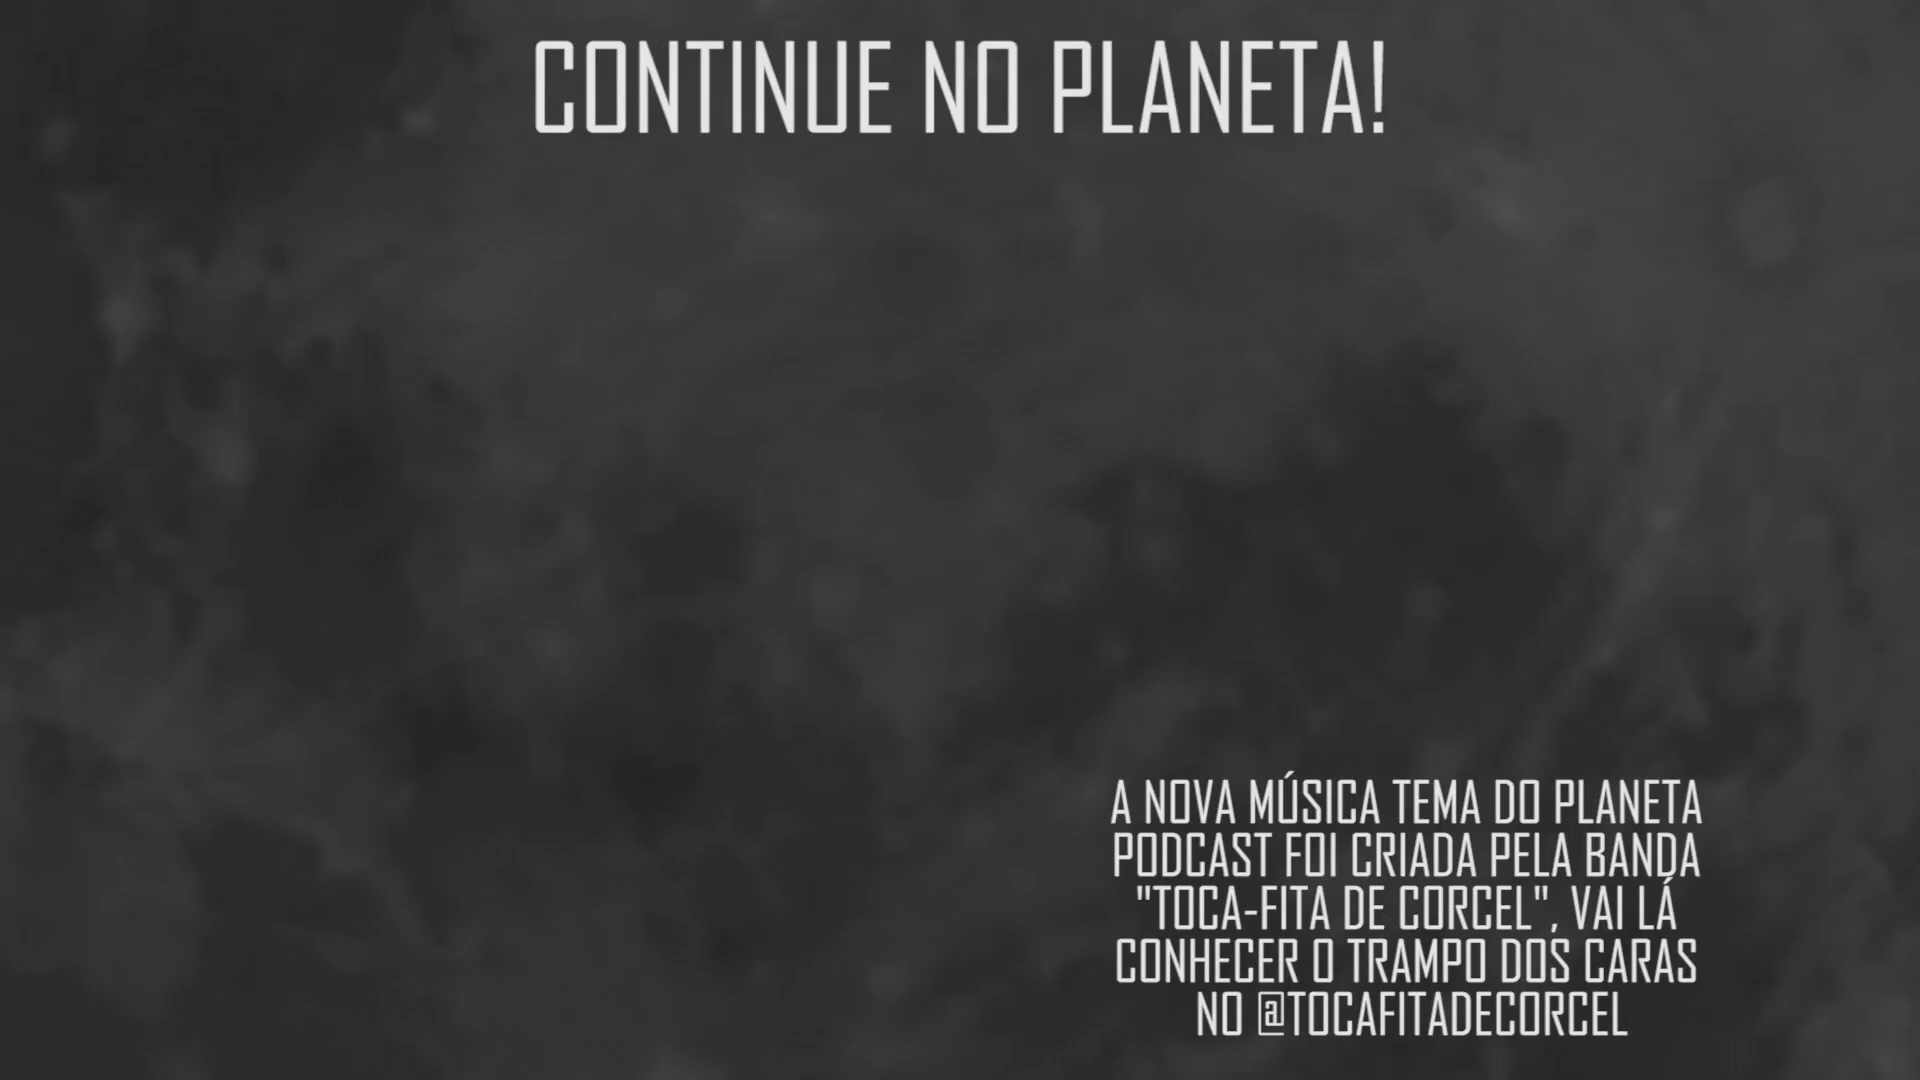 CONTINUE NO PLANETA!
A NOVA MÚSICA TEMA DO PLANETA
PODCAST FOI CRIADA PELA BANDA
"TOCA-FITA DE CORCEL", VAI LÁ
CONHECER O TRAMPO DOS CARAS
NO @TOCAFITADECORCEL